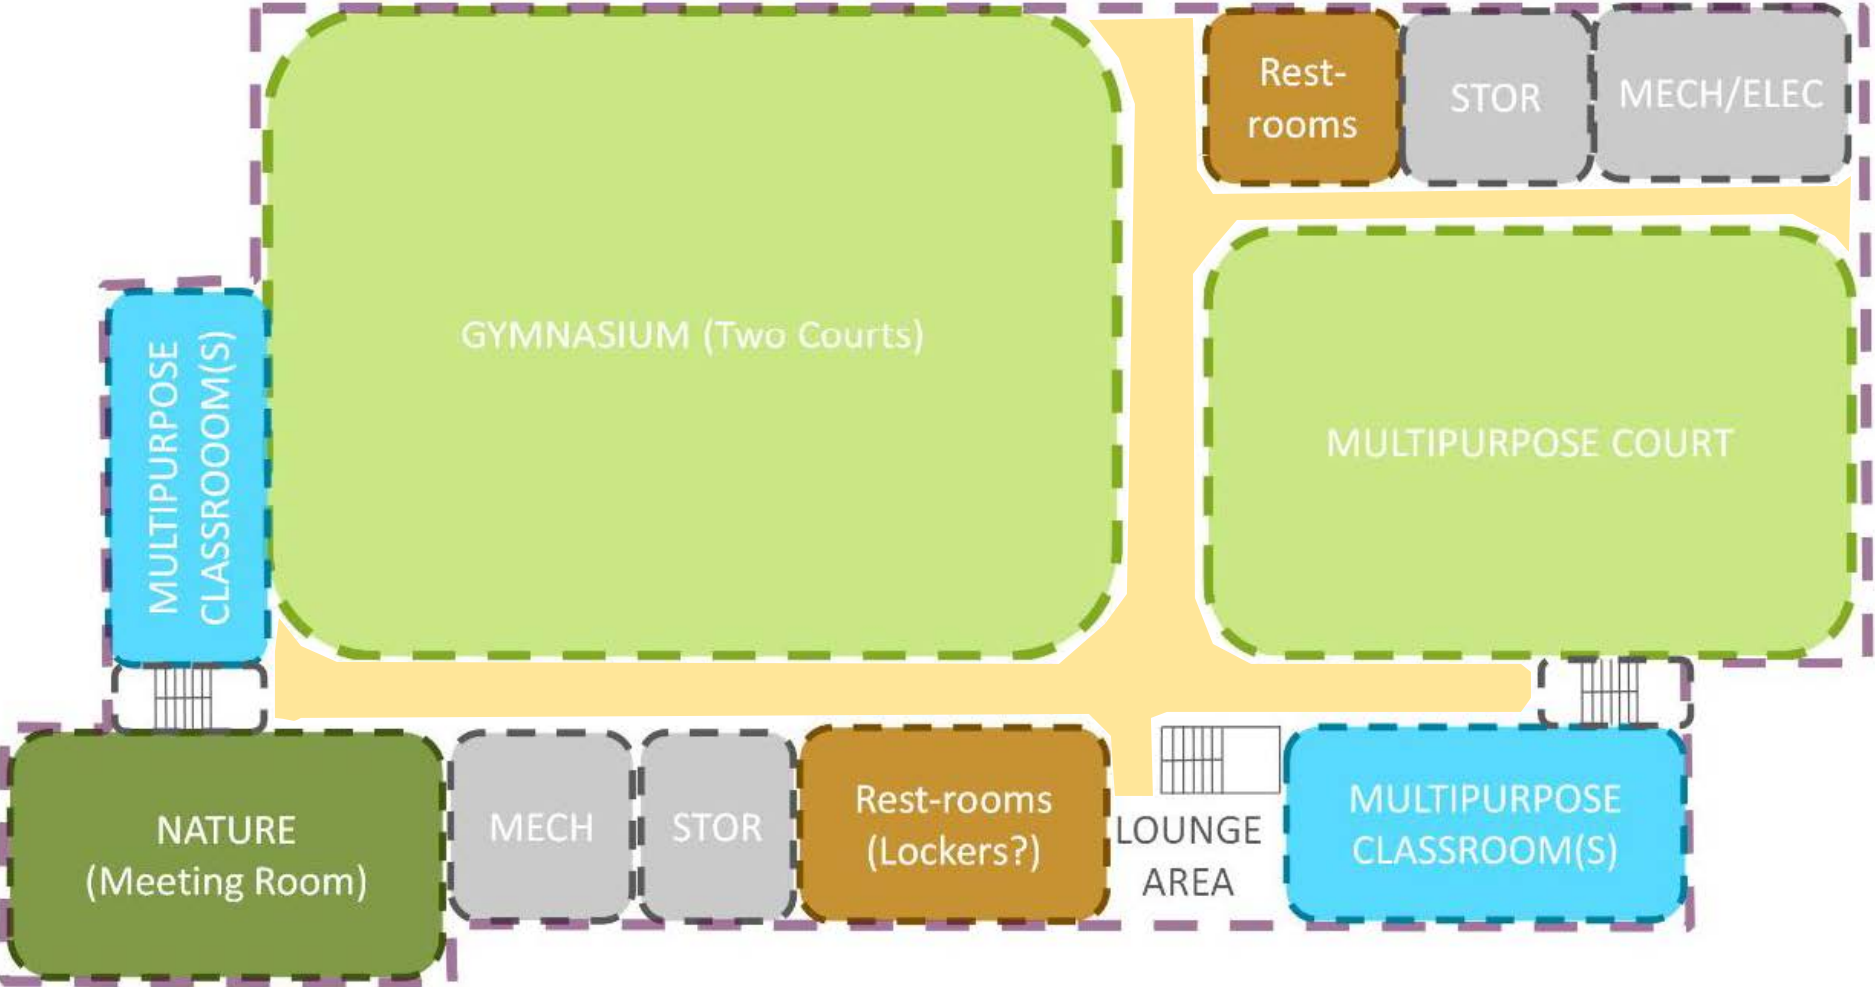 Rest-
rooms
STOR
MECH/ELEC
GYMNASIUM (Two Courts)
MULTIPURPOSE
CLASSROOOM(S)
MULTIPURPOSE COURT
NATURE
(Meeting Room)
MECH
STOR
Rest-rooms
(Lockers?)
LOUNGE
AREA
MULTIPURPOSE
CLASSROOM(S)